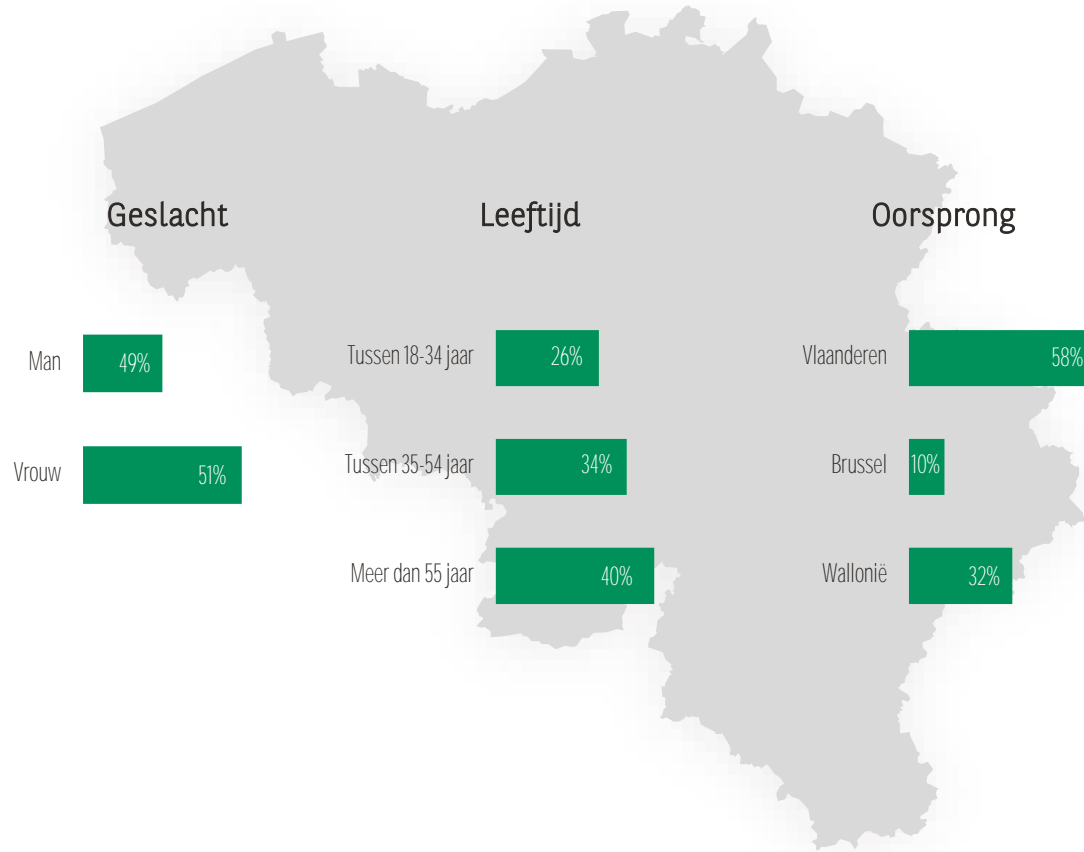 Geslacht
Man 49%
Vrouw 51%
Leeftijd
Tussen 18-34 jaar 26%
Tussen 35-54 jaar 34%
Meer dan 55 jaar 40%
Oorsprong
Vlaanderen 58%
Brussel 10%
Wallonië 32%